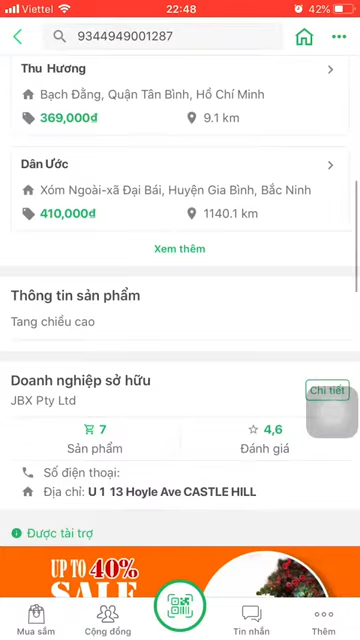 Viettel 22:48 42%
9344949001287
Thu Hương
Bạch Đằng, Quận Tân Bình, Hồ Chí Minh
369,000đ 9.1 km
Dân Ước
Xóm Ngoài-xã Đại Bái, Huyện Gia Bình, Bắc Ninh
410,000đ 1140.1 km
Xem thêm
Thông tin sản phẩm
Tang chiều cao
Doanh nghiệp sở hữu
Chi tiết
JBX Pty Ltd
7 4,6
Sản phẩm Đánh giá
Số điện thoại:
Địa chỉ: U 1 13 Hoyle Ave CASTLE HILL
Được tài trợ
UP TO 40%
SALE
Mua sắm Cộng đồng Tin nhắn Thêm